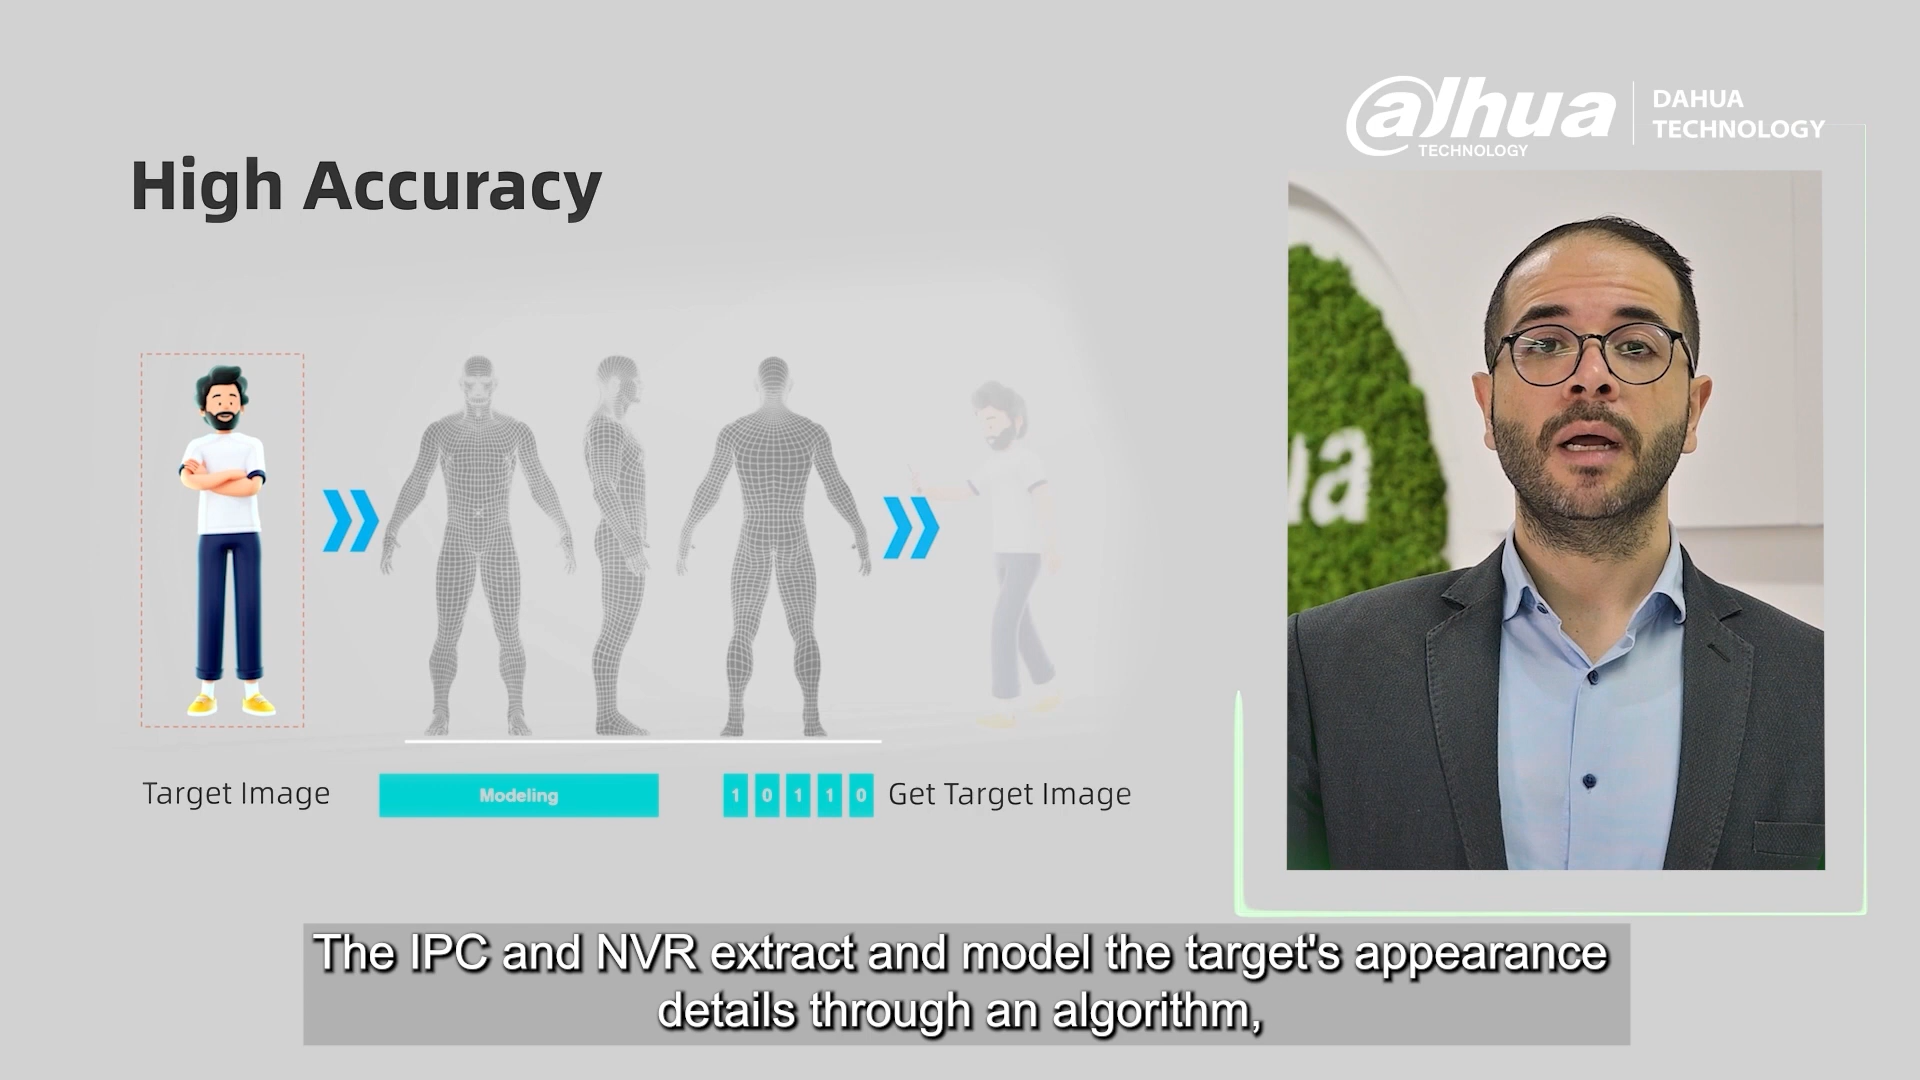 alhua
TECHNOLOGY
DAHUA
TECHNOLOGY
High Accuracy
ua
Target Image
Modeling
1 0 1 1 0
Get Target Image
The IPC and NVR extract and model the target's appearance
details through an algorithm,